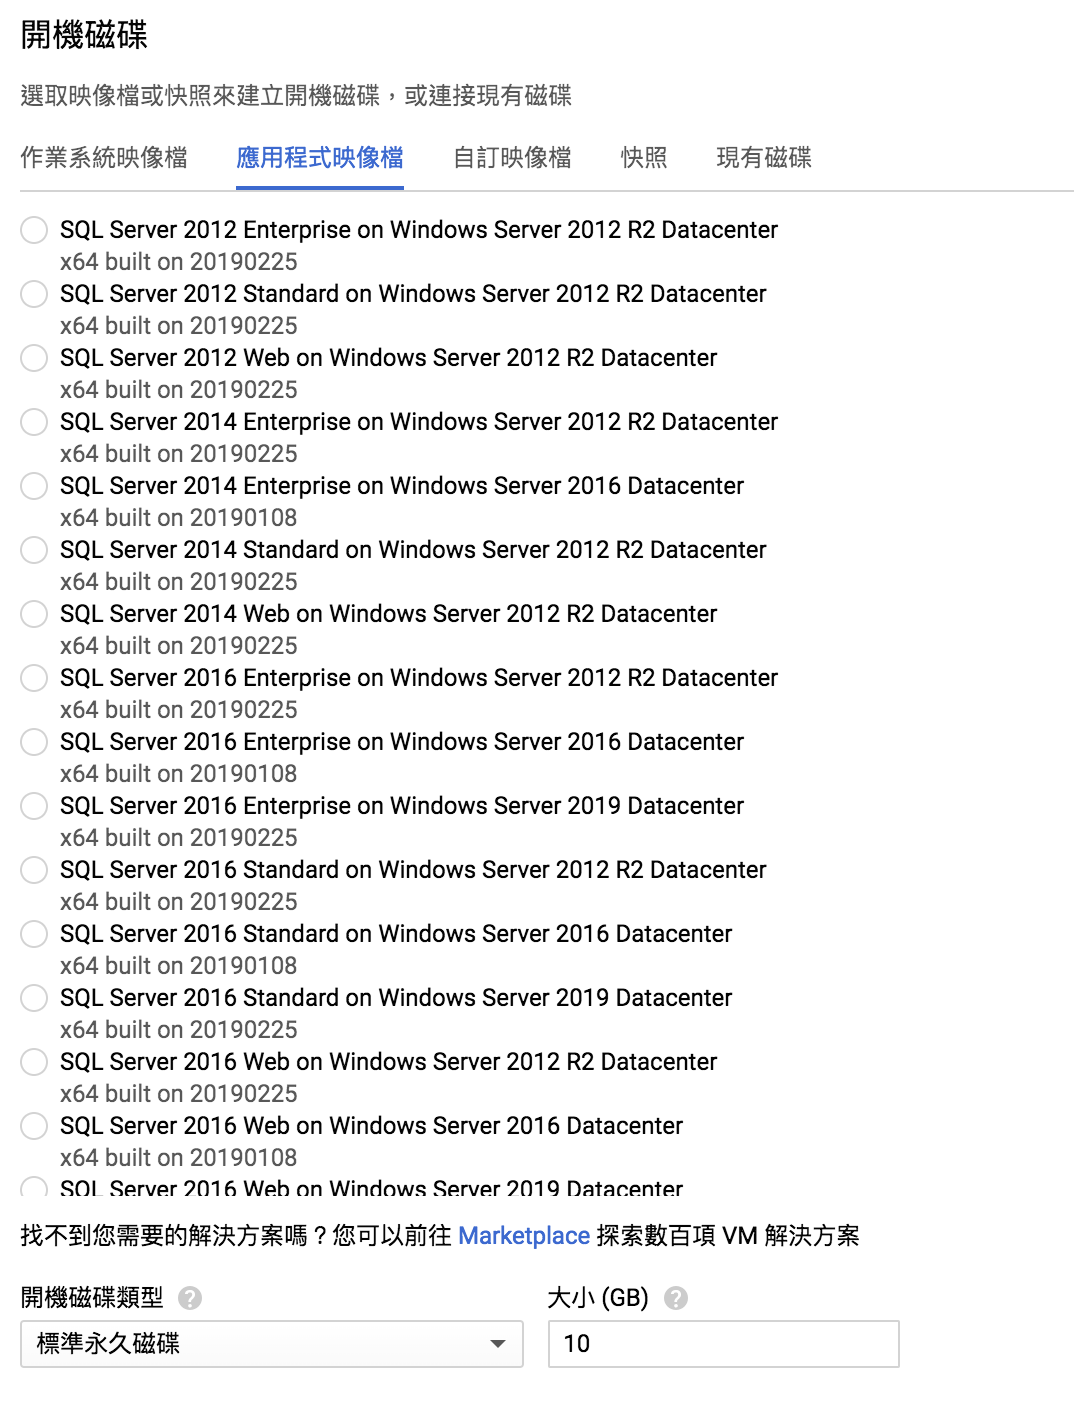 開機磁碟
選取映像檔或快照來建立開機磁碟，或連接現有磁碟
作業系統映像檔 應用程式映像檔 自訂映像檔 快照 現有磁碟
SQL Server 2012 Enterprise on Windows Server 2012 R2 Datacenter
x64 built on 20190225
SQL Server 2012 Standard on Windows Server 2012 R2 Datacenter
x64 built on 20190225
SQL Server 2012 Web on Windows Server 2012 R2 Datacenter
x64 built on 20190225
SQL Server 2014 Enterprise on Windows Server 2012 R2 Datacenter
x64 built on 20190225
SQL Server 2014 Enterprise on Windows Server 2016 Datacenter
x64 built on 20190108
SQL Server 2014 Standard on Windows Server 2012 R2 Datacenter
x64 built on 20190225
SQL Server 2014 Web on Windows Server 2012 R2 Datacenter
x64 built on 20190225
SQL Server 2016 Enterprise on Windows Server 2012 R2 Datacenter
x64 built on 20190225
SQL Server 2016 Enterprise on Windows Server 2016 Datacenter
x64 built on 20190108
SQL Server 2016 Enterprise on Windows Server 2019 Datacenter
x64 built on 20190225
SQL Server 2016 Standard on Windows Server 2012 R2 Datacenter
x64 built on 20190225
SQL Server 2016 Standard on Windows Server 2016 Datacenter
x64 built on 20190108
SQL Server 2016 Standard on Windows Server 2019 Datacenter
x64 built on 20190225
SQL Server 2016 Web on Windows Server 2012 R2 Datacenter
x64 built on 20190225
SQL Server 2016 Web on Windows Server 2016 Datacenter
x64 built on 20190108
SQL Server 2016 Web on Windows Server 2019 Datacenter
找不到您需要的解決方案嗎？您可以前往 Marketplace 探索數百項 VM 解決方案
開機磁碟類型 ? 大小 (GB) ?
標準永久磁碟 10